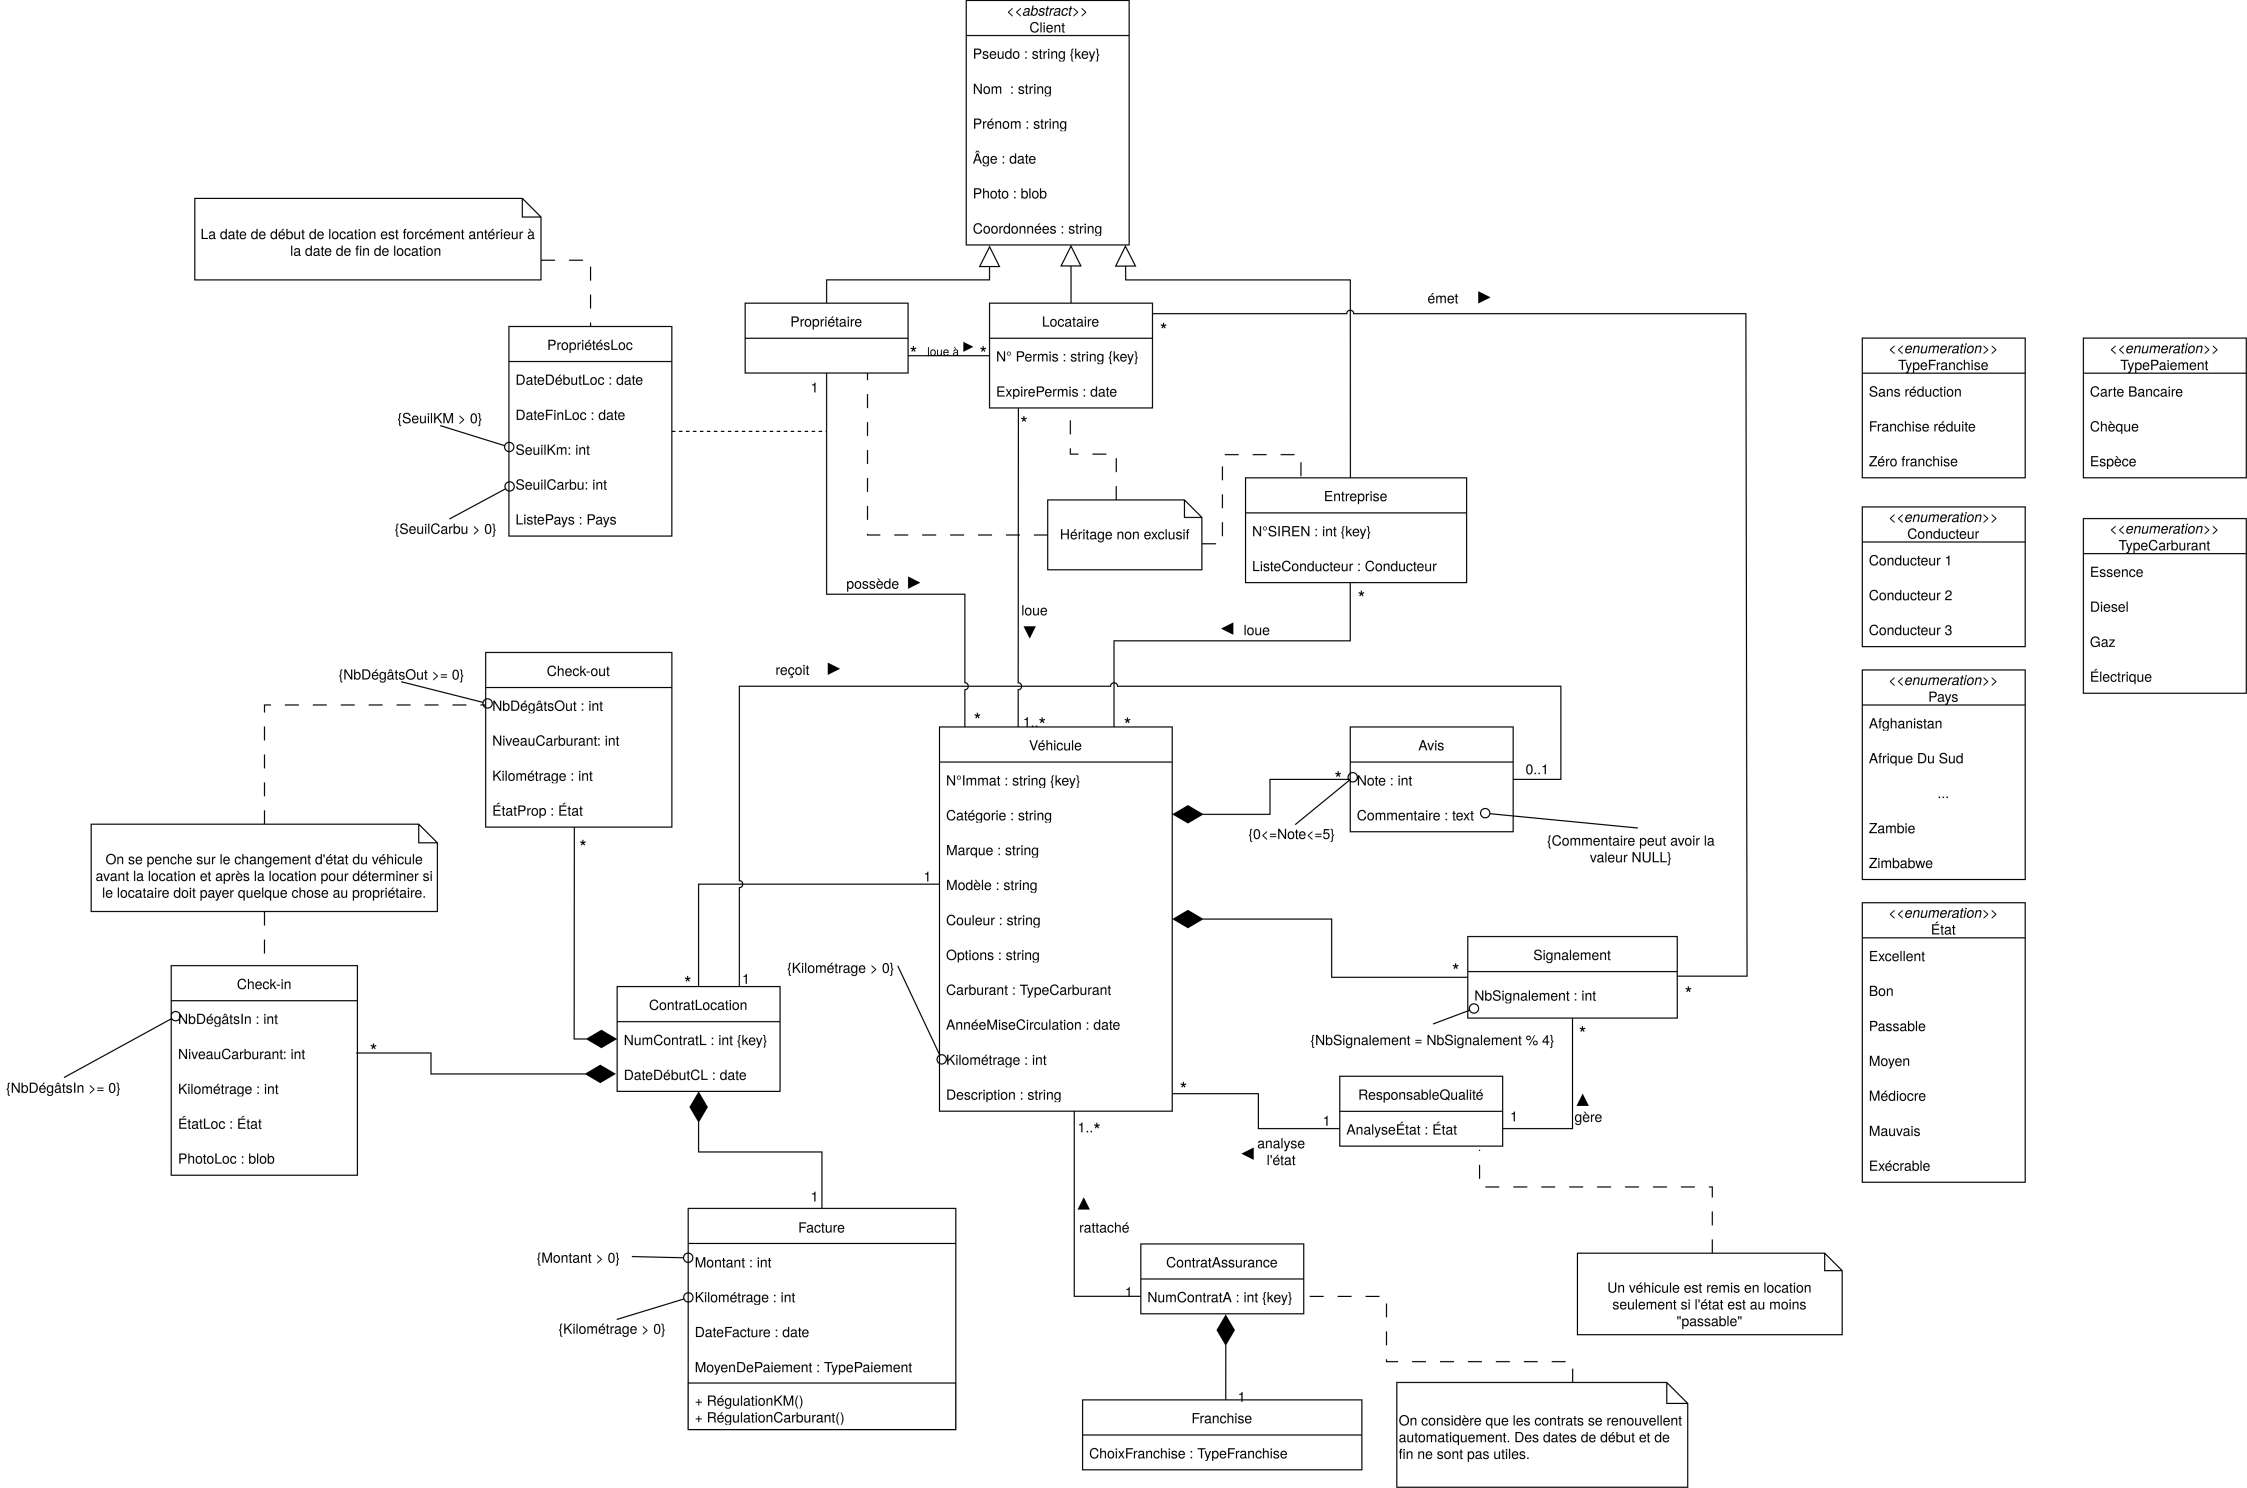 <<abstract>>
Client
Pseudo : string {key}
Nom : string
Prénom : string
Âge : date
Photo : blob
Coordonnées : string
La date de début de location est forcément antérieur à
la date de fin de location
PropriétésLoc
DateDébutLoc : date
DateFinLoc : date
SeuilKm: int
SeuilCarbu: int
ListePays : Pays
{SeuilKM > 0}
{SeuilCarbu > 0}
Propriétaire
1
* loue à ► *
Locataire
N° Permis : string {key}
ExpirePermis : date
*
*
émet ►
Héritage non exclusif
Entreprise
N°SIREN : int {key}
ListeConducteur : Conducteur
*
possède ►
loue
▼
◄ loue
reçoit ►
<<enumeration>>
TypeFranchise
Sans réduction
Franchise réduite
Zéro franchise
<<enumeration>>
TypePaiement
Carte Bancaire
Chèque
Espèce
<<enumeration>>
Conducteur
Conducteur 1
Conducteur 2
Conducteur 3
<<enumeration>>
TypeCarburant
Essence
Diesel
Gaz
Électrique
<<enumeration>>
Pays
Afghanistan
Afrique Du Sud
...
Zambie
Zimbabwe
<<enumeration>>
État
Excellent
Bon
Passable
Moyen
Médiocre
Mauvais
Exécrable
{NbDégâtsOut >= 0}
Check-out
NbDégâtsOut : int
NiveauCarburant: int
Kilométrage : int
ÉtatProp : État
*
On se penche sur le changement d'état du véhicule
avant la location et après la location pour déterminer si
le locataire doit payer quelque chose au propriétaire.
Check-in
NbDégâtsIn : int
NiveauCarburant: int
Kilométrage : int
ÉtatLoc : État
PhotoLoc : blob
{NbDégâtsIn >= 0}
*
* 1..* *
Véhicule
N°Immat : string {key}
Catégorie : string
Marque : string
Modèle : string
Couleur : string
Options : string
Carburant : TypeCarburant
AnnéeMiseCirculation : date
Kilométrage : int
Description : string
{Kilométrage > 0}
1
* 1
ContratLocation
NumContratL : int {key}
DateDébutCL : date
*
Avis
Note : int
Commentaire : text
0..1
{0<=Note<=5}
{Commentaire peut avoir la
valeur NULL}
*
Signalement
NbSignalement : int
*
{NbSignalement = NbSignalement % 4}
*
▲
gère
ResponsableQualité
AnalyseÉtat : État
1
1
*
◄ analyse
l'état
Un véhicule est remis en location
seulement si l'état est au moins
"passable"
1..*
▲
rattaché
1
ContratAssurance
NumContratA : int {key}
On considère que les contrats se renouvellent
automatiquement. Des dates de début et de
fin ne sont pas utiles.
1
Franchise
ChoixFranchise : TypeFranchise
1
Facture
Montant : int
Kilométrage : int
DateFacture : date
MoyenDePaiement : TypePaiement
+ RégulationKM()
+ RégulationCarburant()
{Montant > 0}
{Kilométrage > 0}